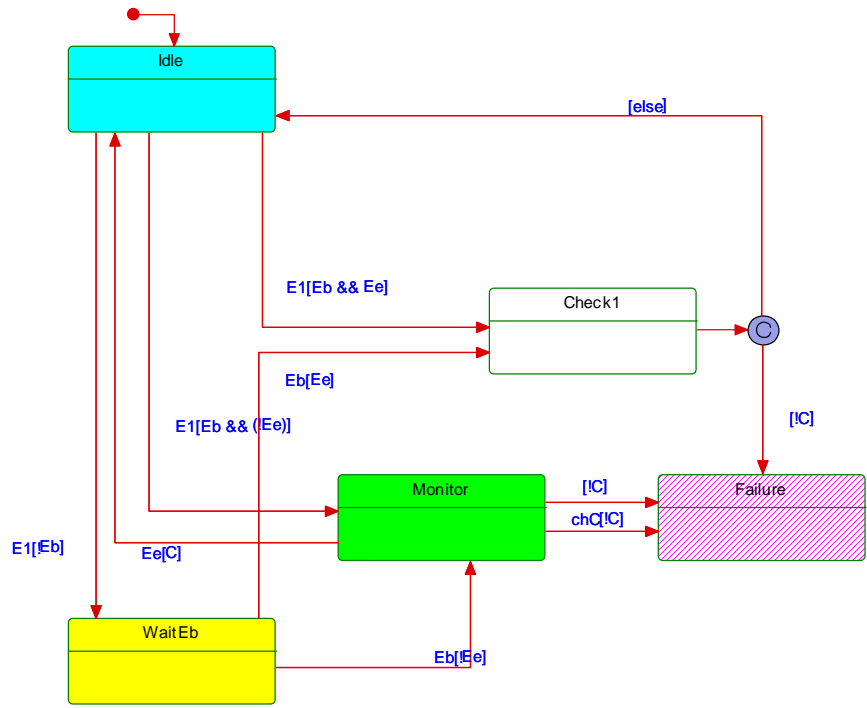 Idle
[else]
E1[Eb && Ee]
Check1
C
Eb[Ee]
[!C]
E1[Eb && (!Ee)]
Monitor
[!C]
Failure
chC[!C]
E1[!Eb]
Ee[C]
WaitEb
Eb[!Ee]